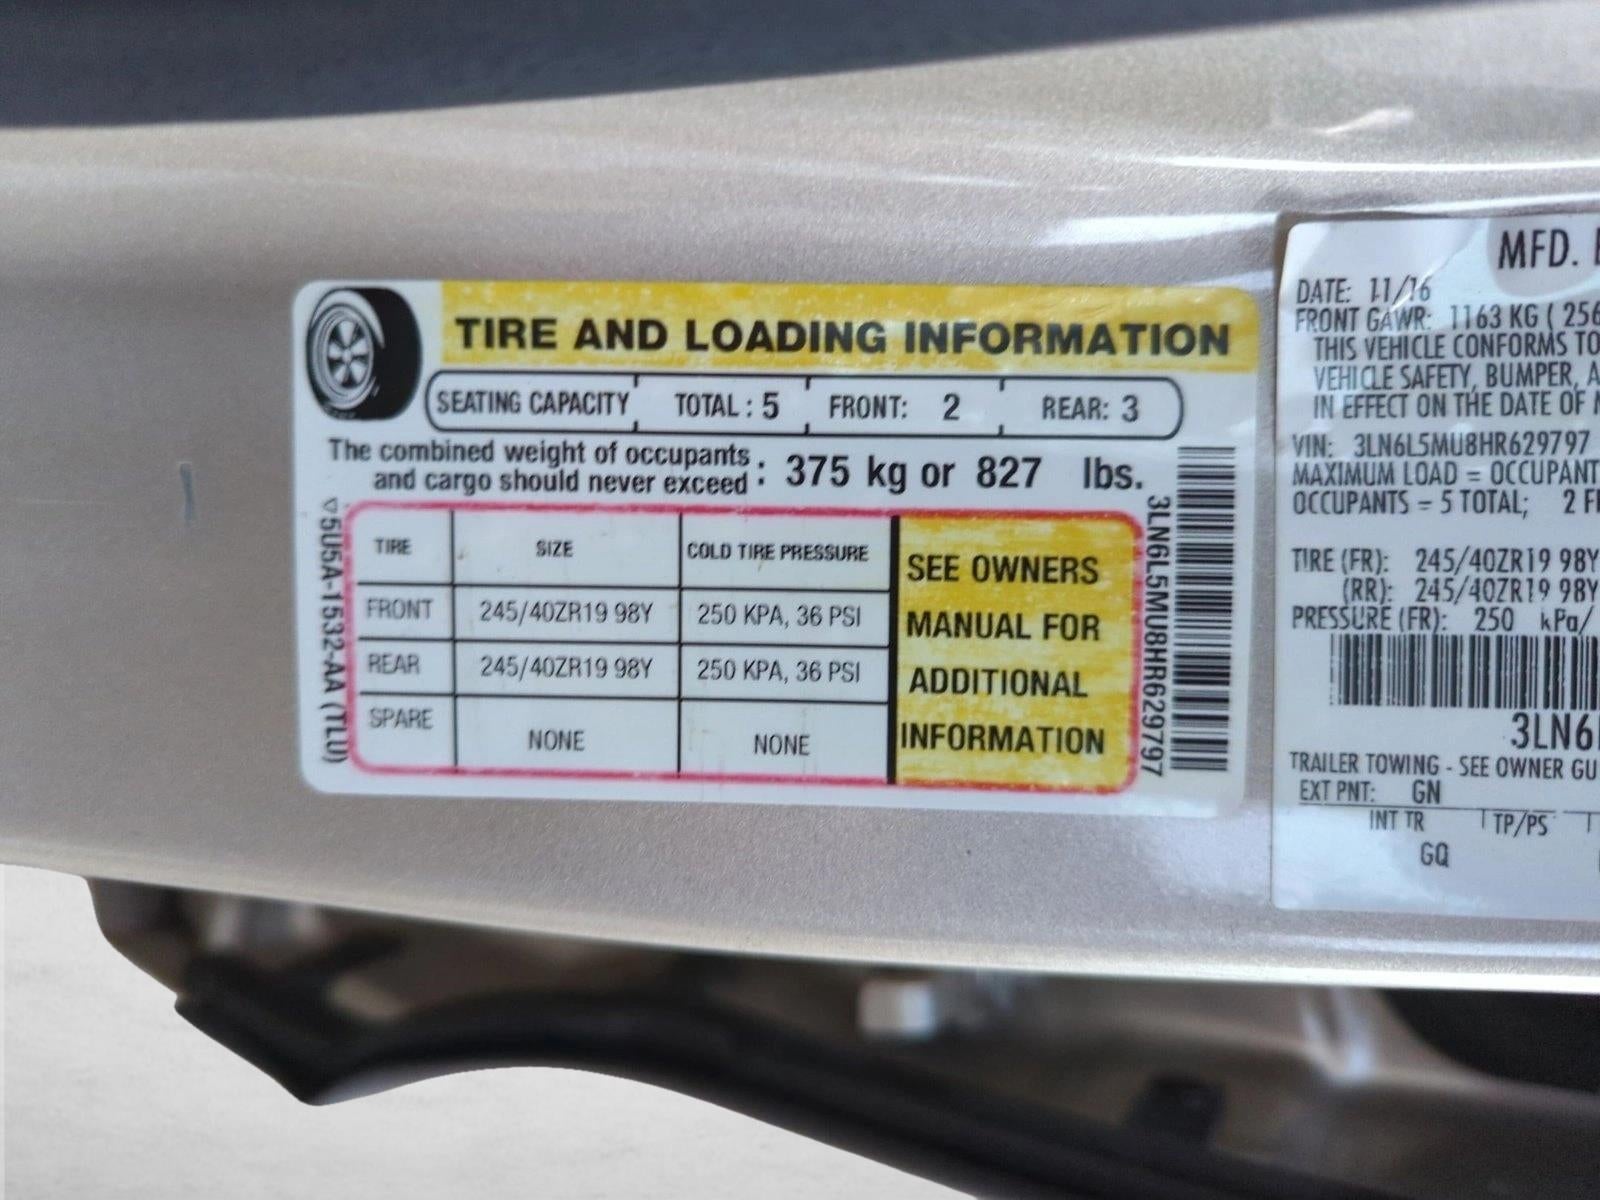 TIRE AND LOADING INFORMATION
SEATING CAPACITY TOTAL : 5 FRONT: 2 REAR: 3
The combined weight of occupants
and cargo should never exceed : 375 kg or 827 lbs.
TIRE SIZE COLD TIRE PRESSURE
FRONT 245/40ZR19 98Y 250 KPA, 36 PSI
REAR 245/40ZR19 98Y 250 KPA, 36 PSI
SPARE NONE NONE
SEE OWNERS
MANUAL FOR
ADDITIONAL
INFORMATION
5U5A-1532-AA (TLU)
3LN6L5MU8HR629797
MFD.
DATE: 11/16
FRONT GAWR: 1163 KG ( 256
THIS VEHICLE CONFORMS TO
VEHICLE SAFETY, BUMPER, A
IN EFFECT ON THE DATE OF
VIN: 3LN6L5MU8HR629797
MAXIMUM LOAD = OCCUPANT
OCCUPANTS = 5 TOTAL; 2 F
TIRE (FR): 245/40ZR19 98Y
(RR): 245/40ZR19 98Y
PRESSURE (FR): 250 kPa/
3LN6
TRAILER TOWING - SEE OWNER GU
EXT PNT: GN
INT TR TP/PS
GQ